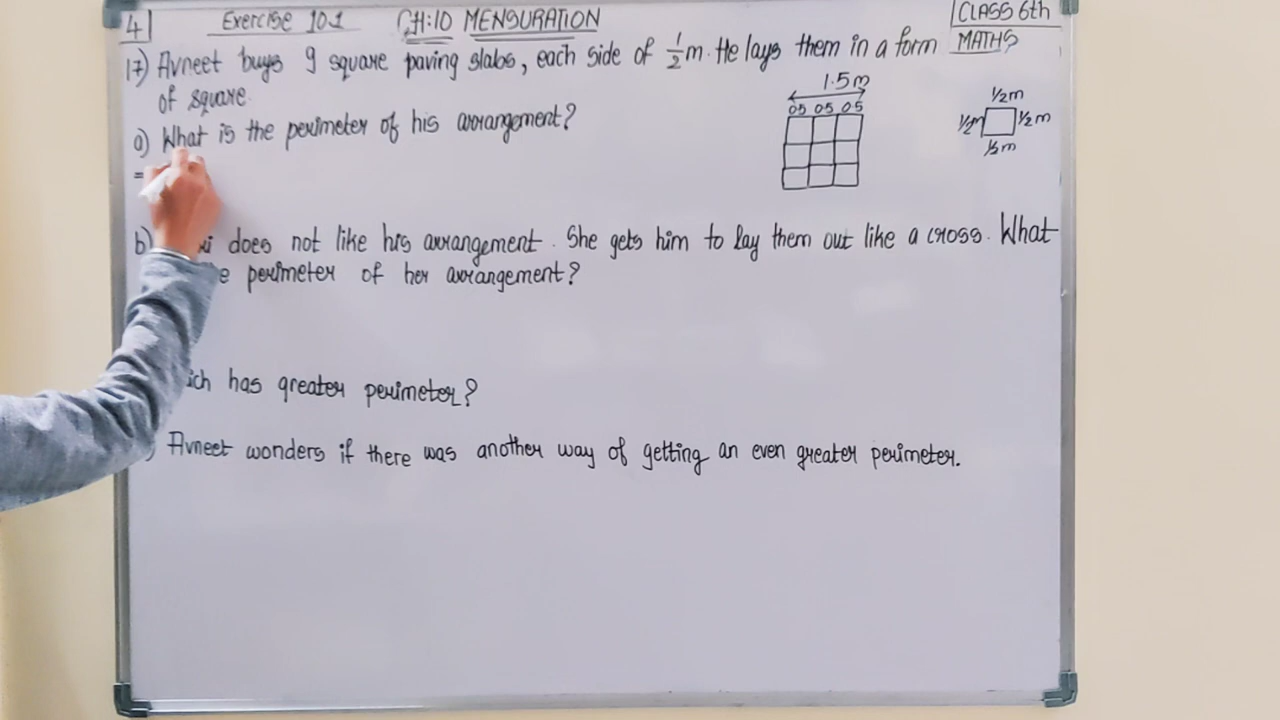 4
Exercise 10.1
CH:10 MENSURATION
CLASS 6th
MATHS
17) Avneet buys 9 square paving slabs, each side of 1/2 m. He lays them in a form
of square.
a) What is the perimeter of his arrangement?
=
1.5m
0.5 0.5 0.5
1/2m
1/2m 1/2m
1/2m
b) does not like his arrangement. She gets him to lay them out like a cross. What
perimeter of her arrangement?
has greater perimeter?
Avneet wonders if there was another way of getting an even greater perimeter.